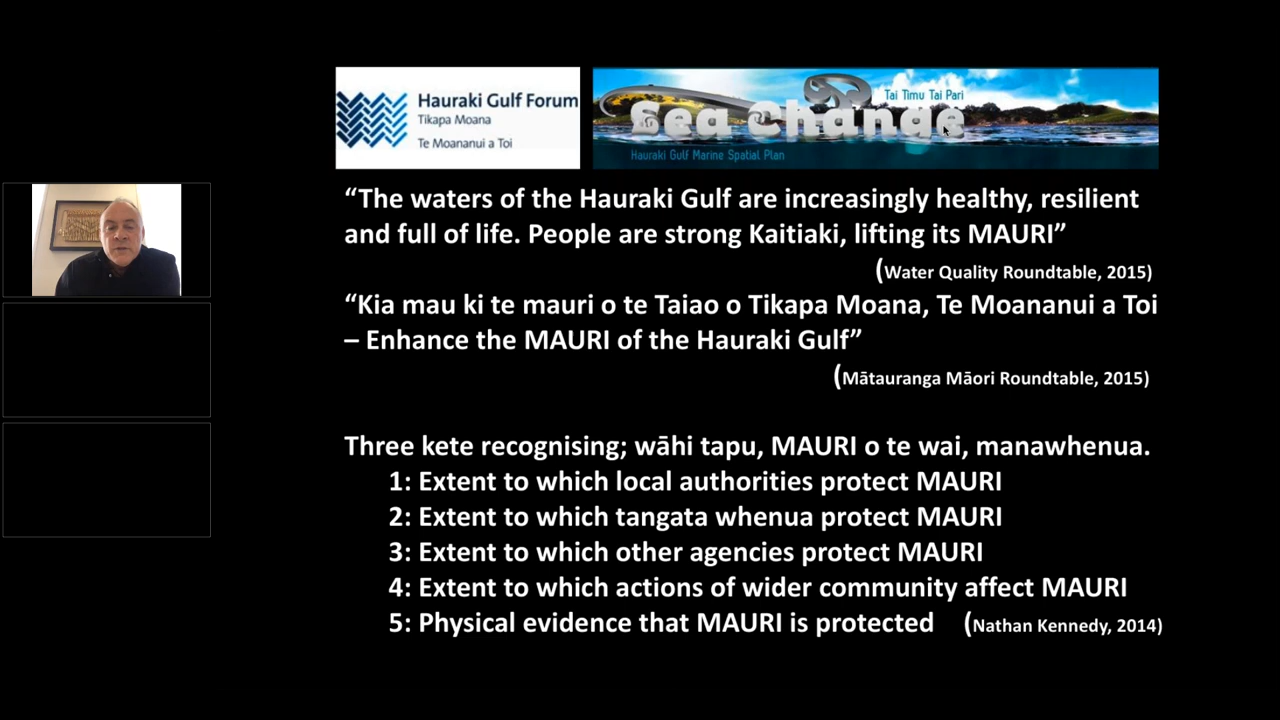 Hauraki Gulf Forum
Tikapa Moana
Te Moananui a Toi
Tai Timu Tai Pari
Sea Change
Hauraki Gulf Marine Spatial Plan
“The waters of the Hauraki Gulf are increasingly healthy, resilient
and full of life. People are strong Kaitiaki, lifting its MAURI”
(Water Quality Roundtable, 2015)
“Kia mau ki te mauri o te Taiao o Tikapa Moana, Te Moananui a Toi
– Enhance the MAURI of the Hauraki Gulf”
(Mātauranga Māori Roundtable, 2015)
Three kete recognising; wāhi tapu, MAURI o te wai, manawhenua.
1: Extent to which local authorities protect MAURI
2: Extent to which tangata whenua protect MAURI
3: Extent to which other agencies protect MAURI
4: Extent to which actions of wider community affect MAURI
5: Physical evidence that MAURI is protected (Nathan Kennedy, 2014)